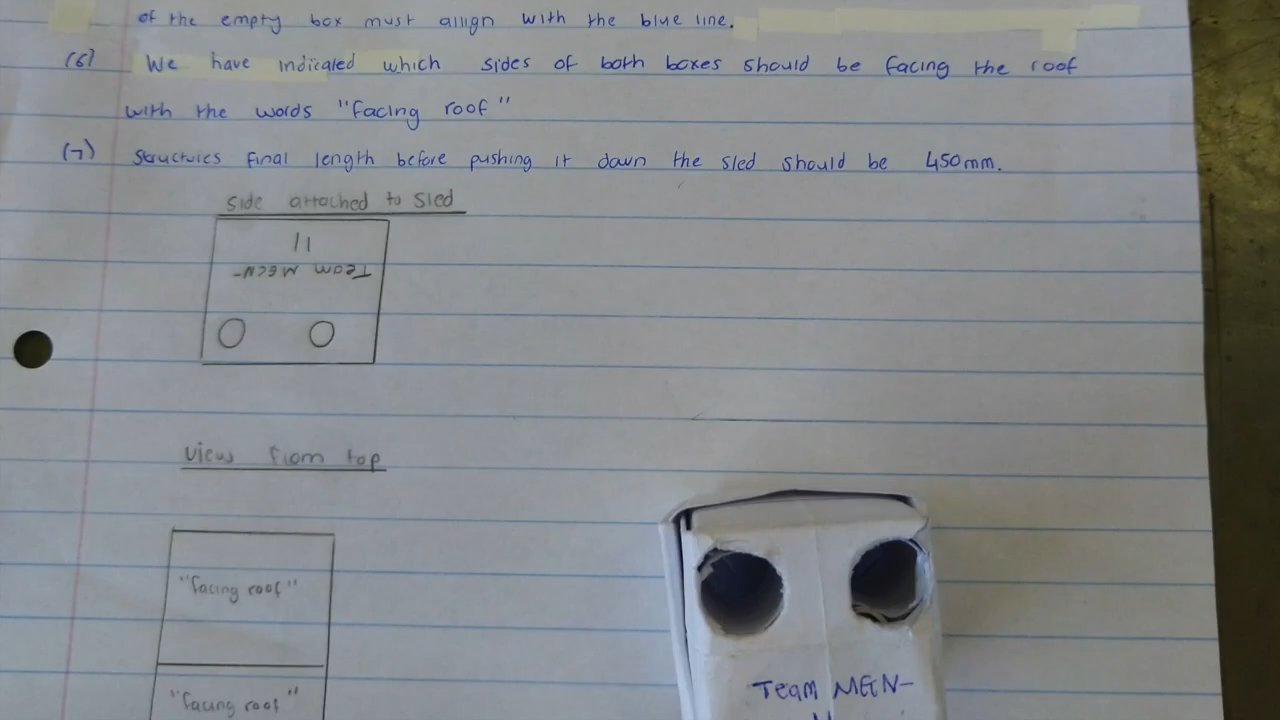 of the empty box must allign with the blue line.
(6) We have indicated which sides of both boxes should be facing the roof
with the words "facing roof"
(7) Structures final length before pushing it down the sled should be 450mm.
Side attached to sled
11
Team MECN-
View from top
"facing roof"
"facing roof"
Team MECN-